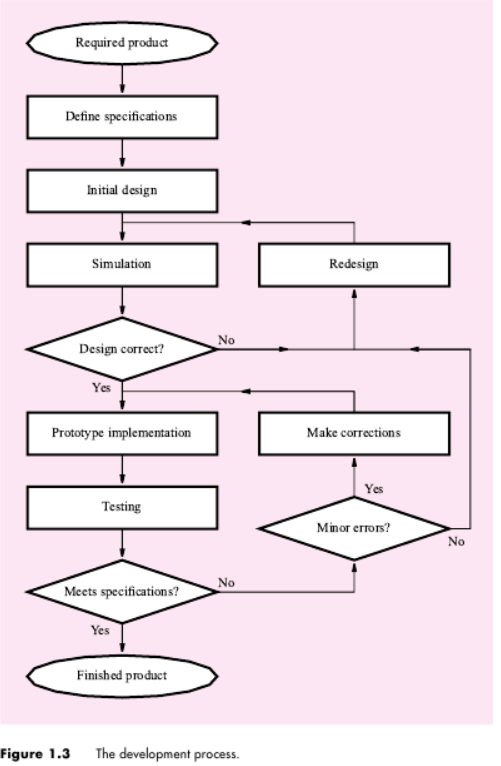 Required product
Define specifications
Initial design
Simulation
Redesign
Design correct?
No
Yes
Prototype implementation
Make corrections
Testing
Yes
Minor errors?
No
Meets specifications?
No
Yes
Finished product
Figure 1.3 The development process.